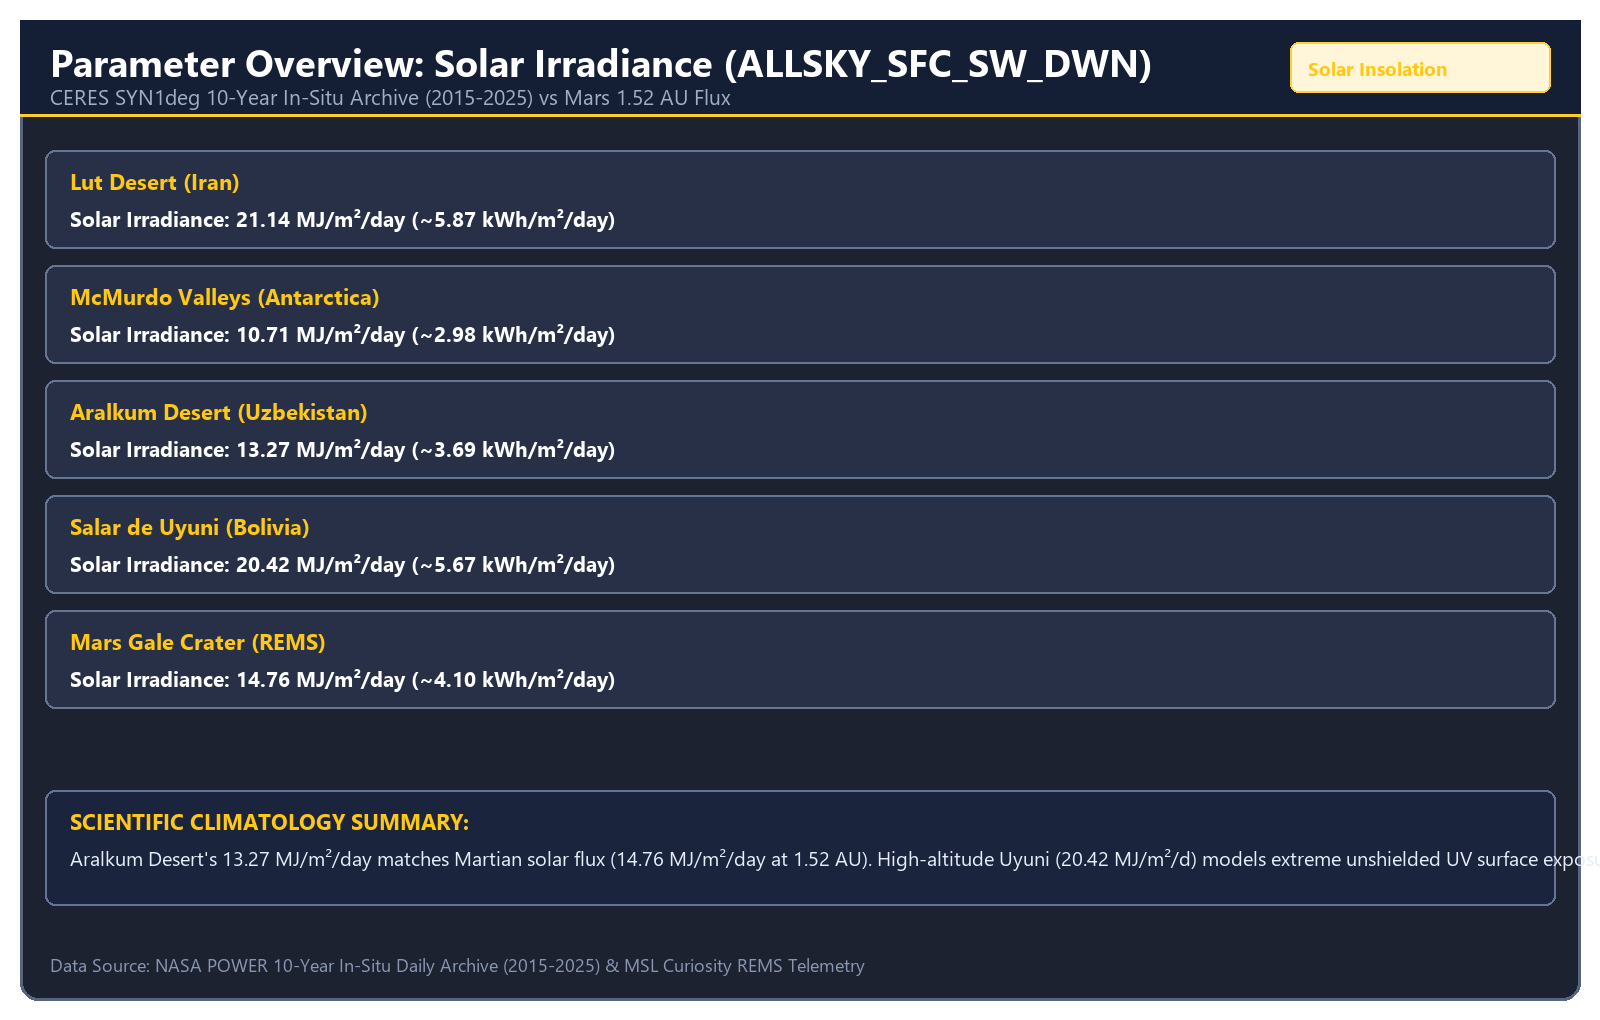 Parameter Overview: Solar Irradiance (ALLSKY_SFC_SW_DWN)
CERES SYN1deg 10-Year In-Situ Archive (2015-2025) vs Mars 1.52 AU Flux
Solar Insolation
Lut Desert (Iran)
Solar Irradiance: 21.14 MJ/m²/day (~5.87 kWh/m²/day)
McMurdo Valleys (Antarctica)
Solar Irradiance: 10.71 MJ/m²/day (~2.98 kWh/m²/day)
Aralkum Desert (Uzbekistan)
Solar Irradiance: 13.27 MJ/m²/day (~3.69 kWh/m²/day)
Salar de Uyuni (Bolivia)
Solar Irradiance: 20.42 MJ/m²/day (~5.67 kWh/m²/day)
Mars Gale Crater (REMS)
Solar Irradiance: 14.76 MJ/m²/day (~4.10 kWh/m²/day)
SCIENTIFIC CLIMATOLOGY SUMMARY:
Aralkum Desert's 13.27 MJ/m²/day matches Martian solar flux (14.76 MJ/m²/day at 1.52 AU). High-altitude Uyuni (20.42 MJ/m²/d) models extreme unshielded UV surface
Data Source: NASA POWER 10-Year In-Situ Daily Archive (2015-2025) & MSL Curiosity REMS Telemetry